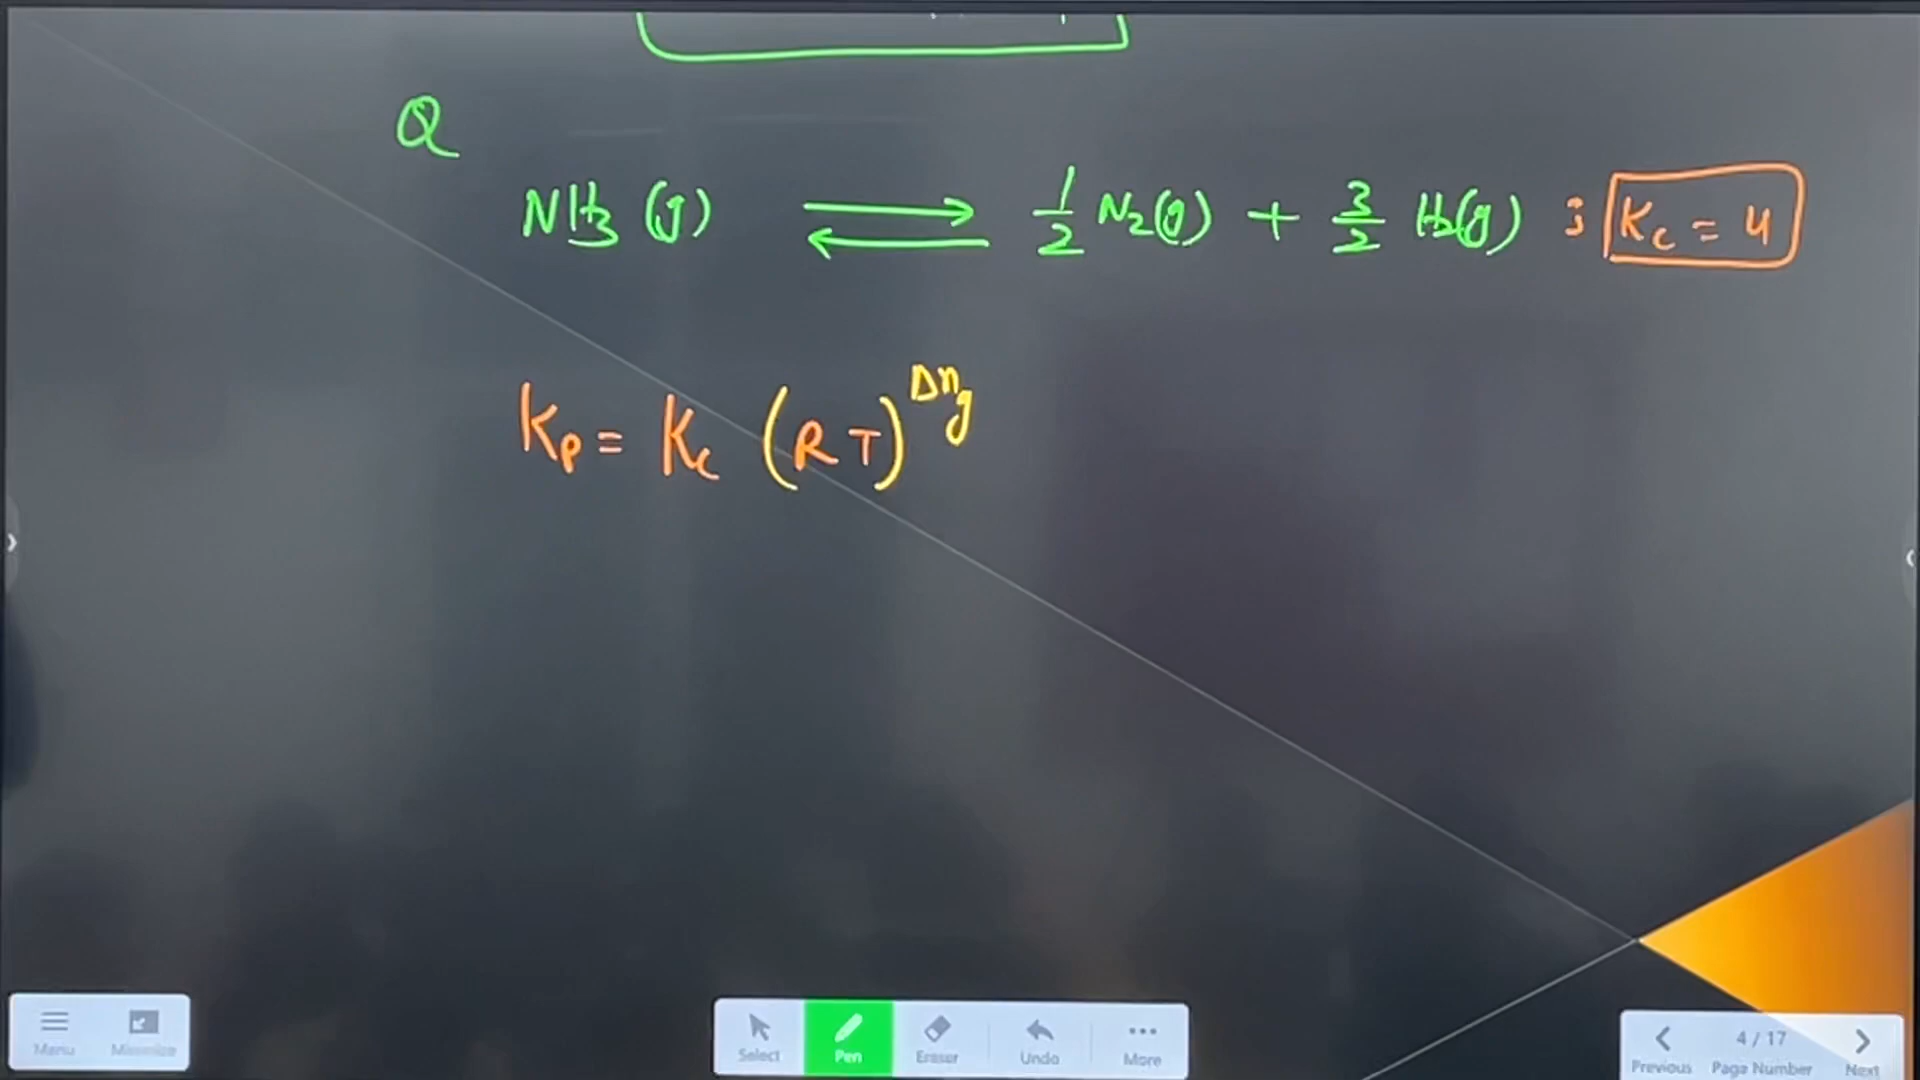 Q
NH3 (g) ⇌ 1/2 N2(g) + 3/2 H2(g) ; Kc = 4
Kp = Kc (RT)^Δng
Menu Minimize
Select Pen Eraser Undo More
Previous 4 / 17 Page Number Next